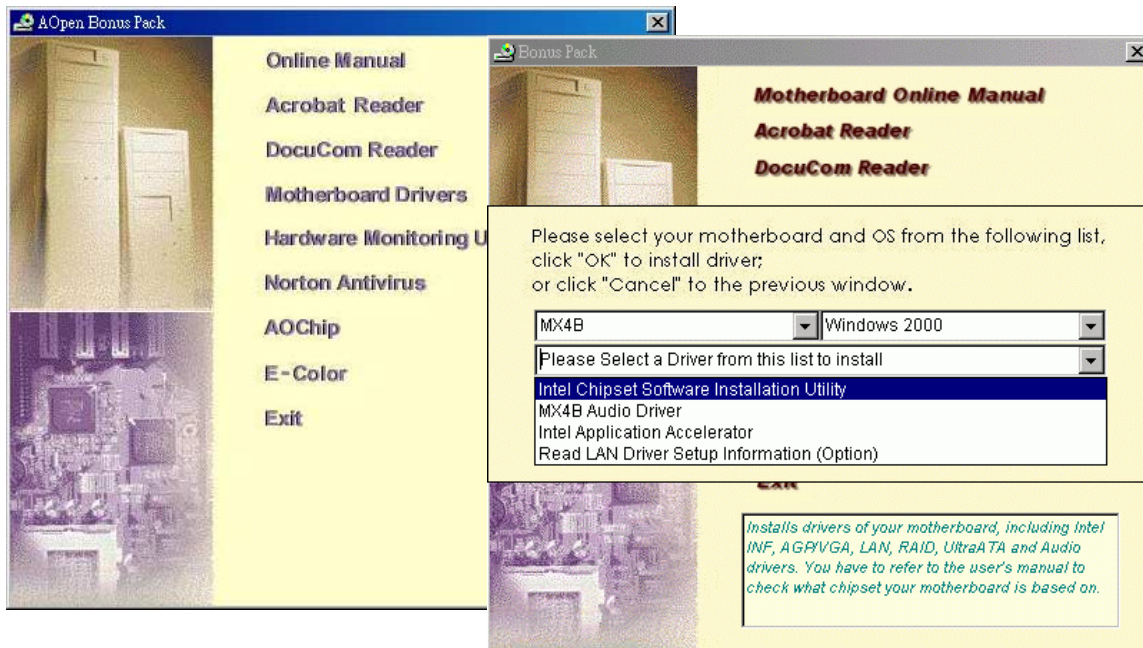 AOpen Bonus Pack
Online Manual
Acrobat Reader
DocuCom Reader
Motherboard Drivers
Hardware Monitoring U
Norton Antivirus
AOChip
E-Color
Exit
Bonus Pack
Motherboard Online Manual
Acrobat Reader
DocuCom Reader
Please select your motherboard and OS from the following list,
click "OK" to install driver;
or click "Cancel" to the previous window.
MX4B
Windows 2000
Please Select a Driver from this list to install
Intel Chipset Software Installation Utility
MX4B Audio Driver
Intel Application Accelerator
Read LAN Driver Setup Information (Option)
Exit
Installs drivers of your motherboard, including Intel
INF, AGP/VGA, LAN, RAID, UltraATA and Audio
drivers. You have to refer to the user's manual to
check what chipset your motherboard is based on.